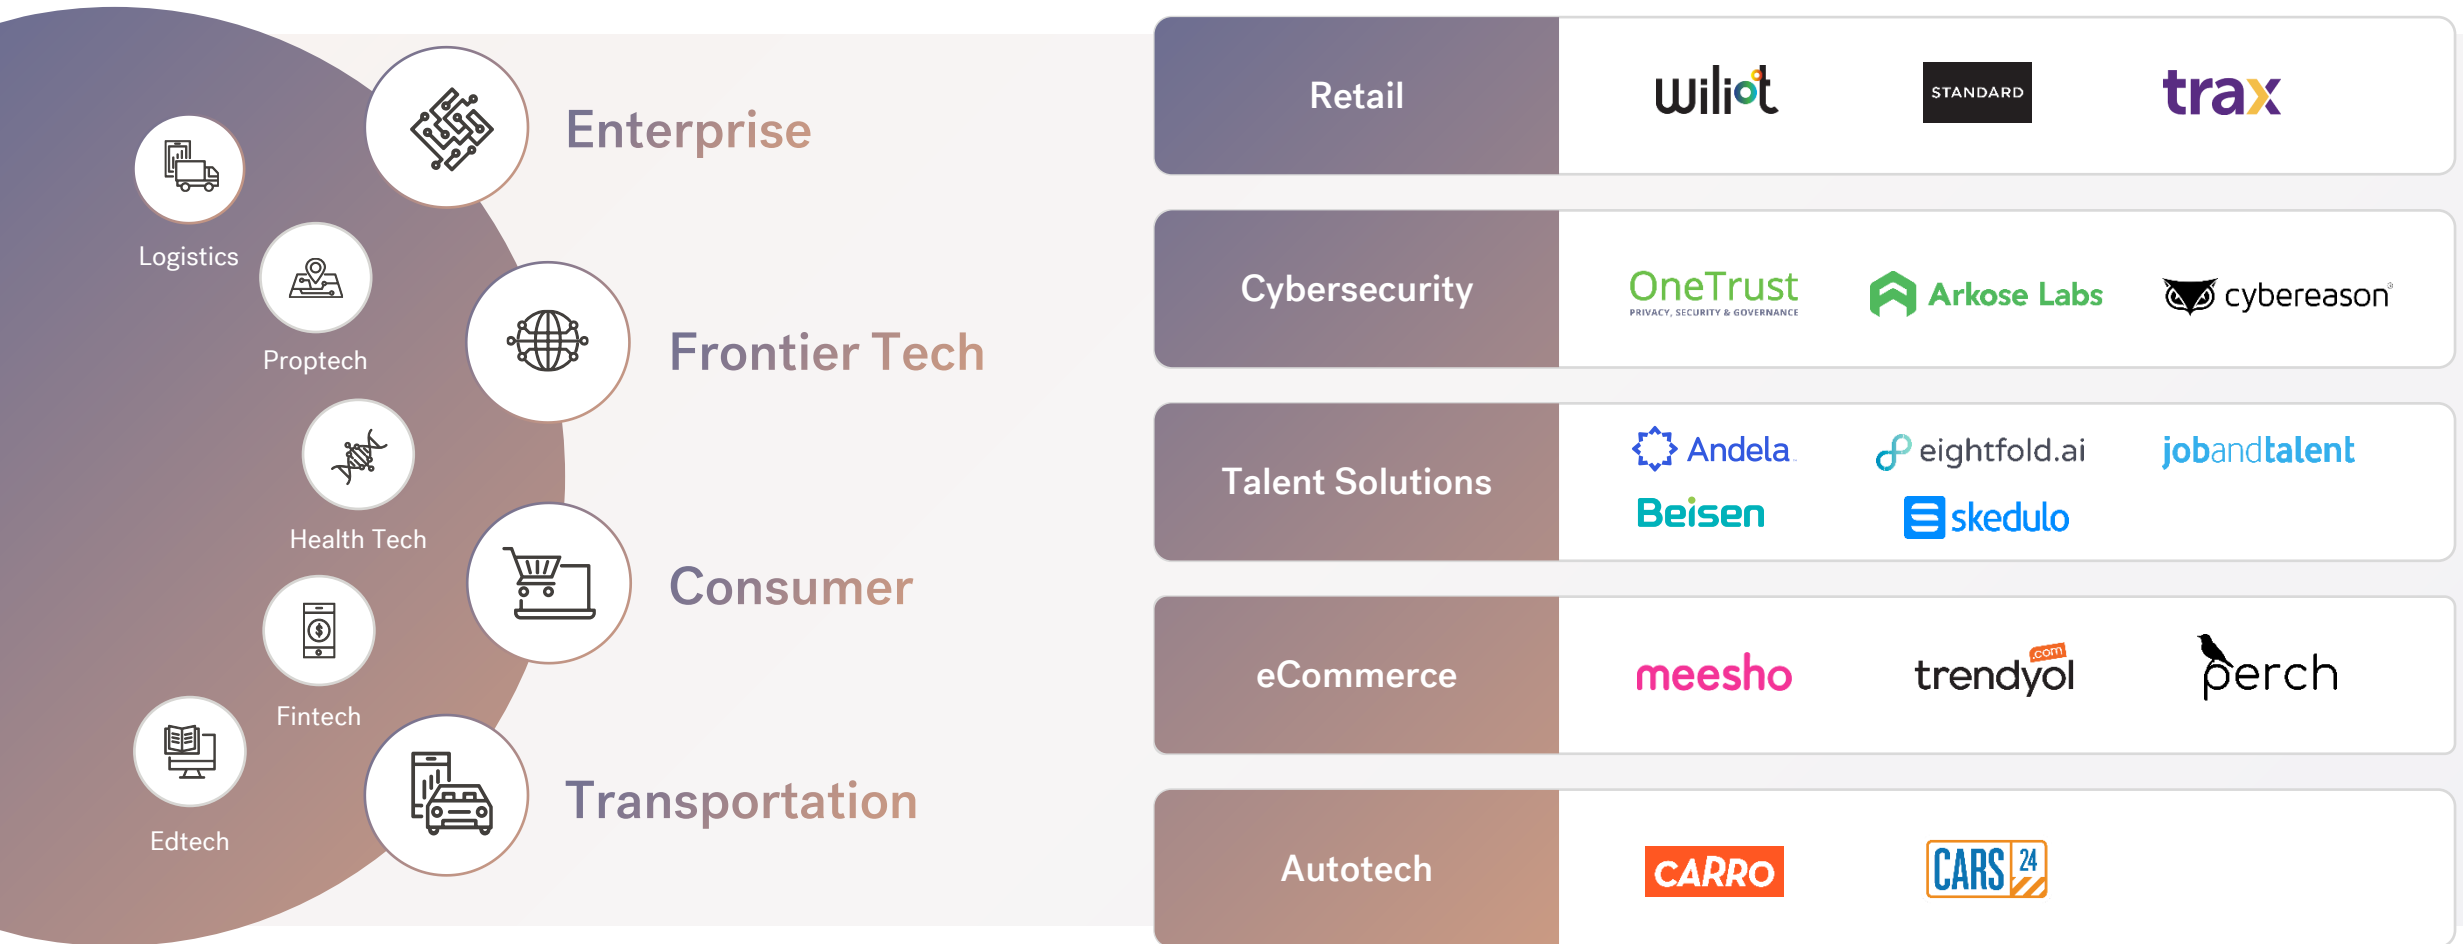 Logistics
Proptech
Health Tech
Fintech
Edtech
Enterprise
Frontier Tech
Consumer
Transportation
Retail
wiliot
STANDARD
trax
Cybersecurity
OneTrust
PRIVACY, SECURITY & GOVERNANCE
Arkose Labs
cybereason®
Talent Solutions
Andela
eightfold.ai
jobandtalent
Beisen
skedulo
eCommerce
meesho
trendyol.com
perch
Autotech
CARRO
CARS 24